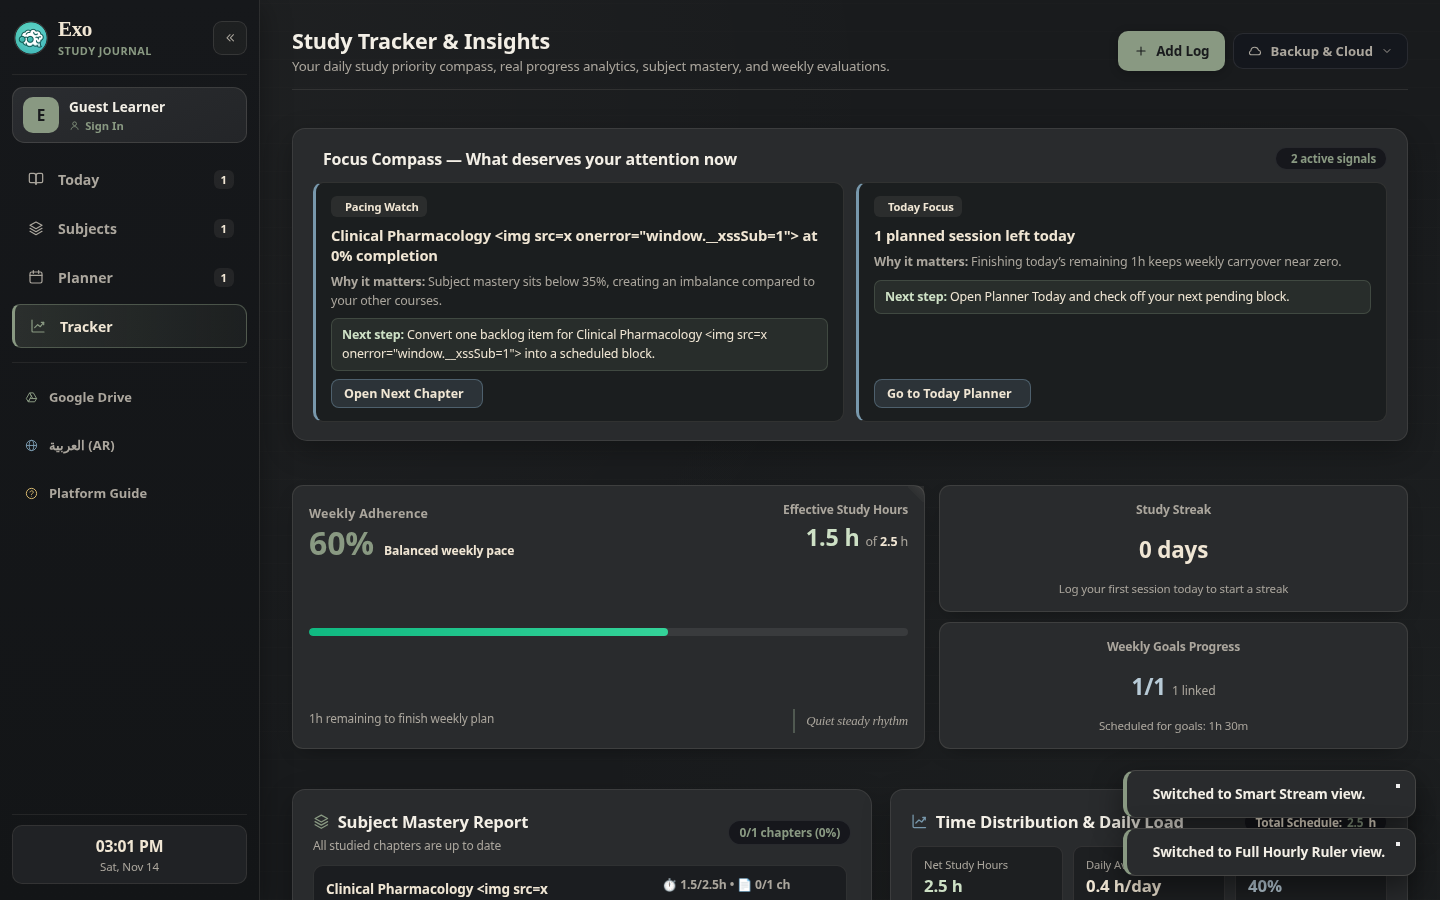 Exo
STUDY JOURNAL
«
E
Guest Learner
Sign In
Today 1
Subjects 1
Planner 1
Tracker
Google Drive
العربية (AR)
Platform Guide
03:01 PM
Sat, Nov 14
Study Tracker & Insights
Your daily study priority compass, real progress analytics, subject mastery, and weekly evaluations.
+ Add Log
Backup & Cloud
Focus Compass — What deserves your attention now
2 active signals
Pacing Watch
Clinical Pharmacology <img src=x onerror="window.__xssSub=1"> at
0% completion
Why it matters: Subject mastery sits below 35%, creating an imbalance compared to
your other courses.
Next step: Convert one backlog item for Clinical Pharmacology <img src=x
onerror="window.__xssSub=1"> into a scheduled block.
Open Next Chapter
Today Focus
1 planned session left today
Why it matters: Finishing today's remaining 1h keeps weekly carryover near zero.
Next step: Open Planner Today and check off your next pending block.
Go to Today Planner
Weekly Adherence
60% Balanced weekly pace
Effective Study Hours
1.5 h of 2.5 h
1h remaining to finish weekly plan
Quiet steady rhythm
Study Streak
0 days
Log your first session today to start a streak
Weekly Goals Progress
1/1 1 linked
Scheduled for goals: 1h 30m
Subject Mastery Report
All studied chapters are up to date
0/1 chapters (0%)
Clinical Pharmacology <img src=x
⏱️ 1.5/2.5h • 📄 0/1 ch
Time Distribution & Daily Load
Total Schedule: 2.5 h
Net Study Hours
2.5 h
Daily
0.4 h/day
40%
Switched to Smart Stream view.
Switched to Full Hourly Ruler view.